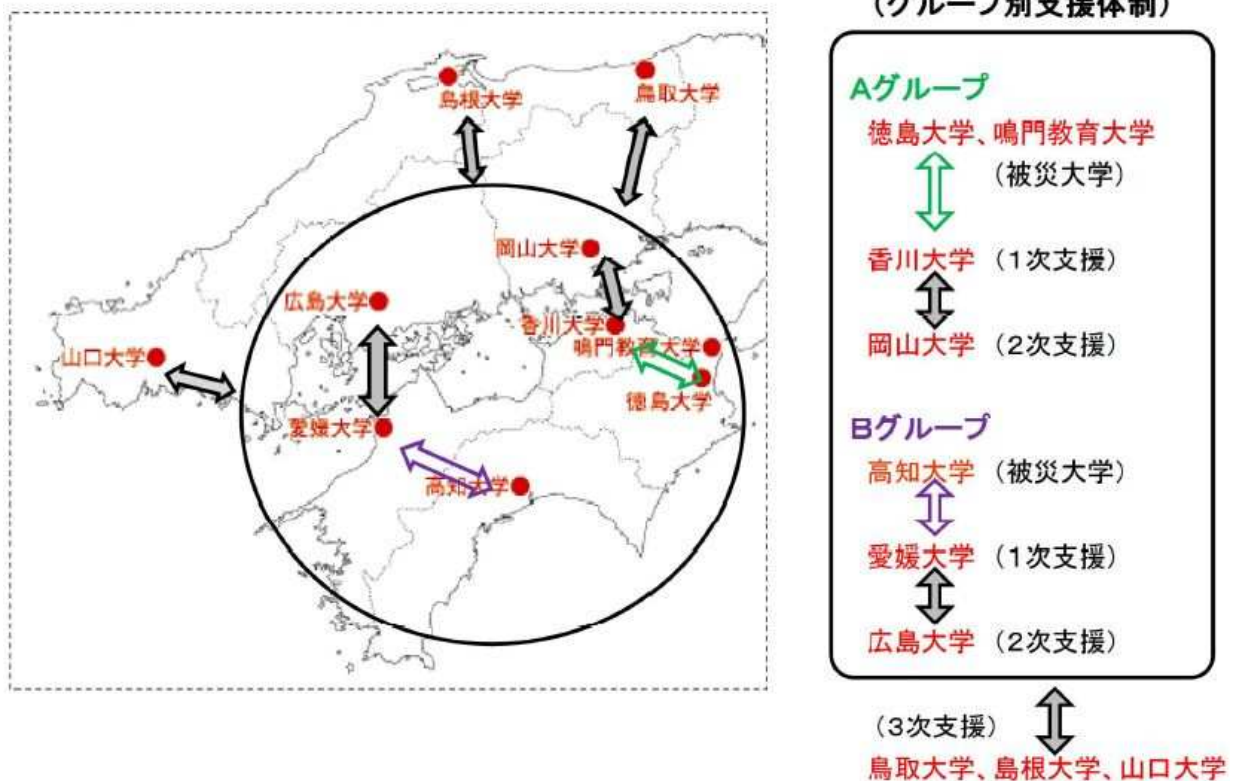 (グループ別支援体制)
島根大学
鳥取大学
岡山大学
広島大学
香川大学
鳴門教育大学
山口大学
徳島大学
愛媛大学
高知大学
Aグループ
徳島大学、鳴門教育大学
(被災大学)
香川大学 (1次支援)
岡山大学 (2次支援)
Bグループ
高知大学 (被災大学)
愛媛大学 (1次支援)
広島大学 (2次支援)
(3次支援)
鳥取大学、島根大学、山口大学